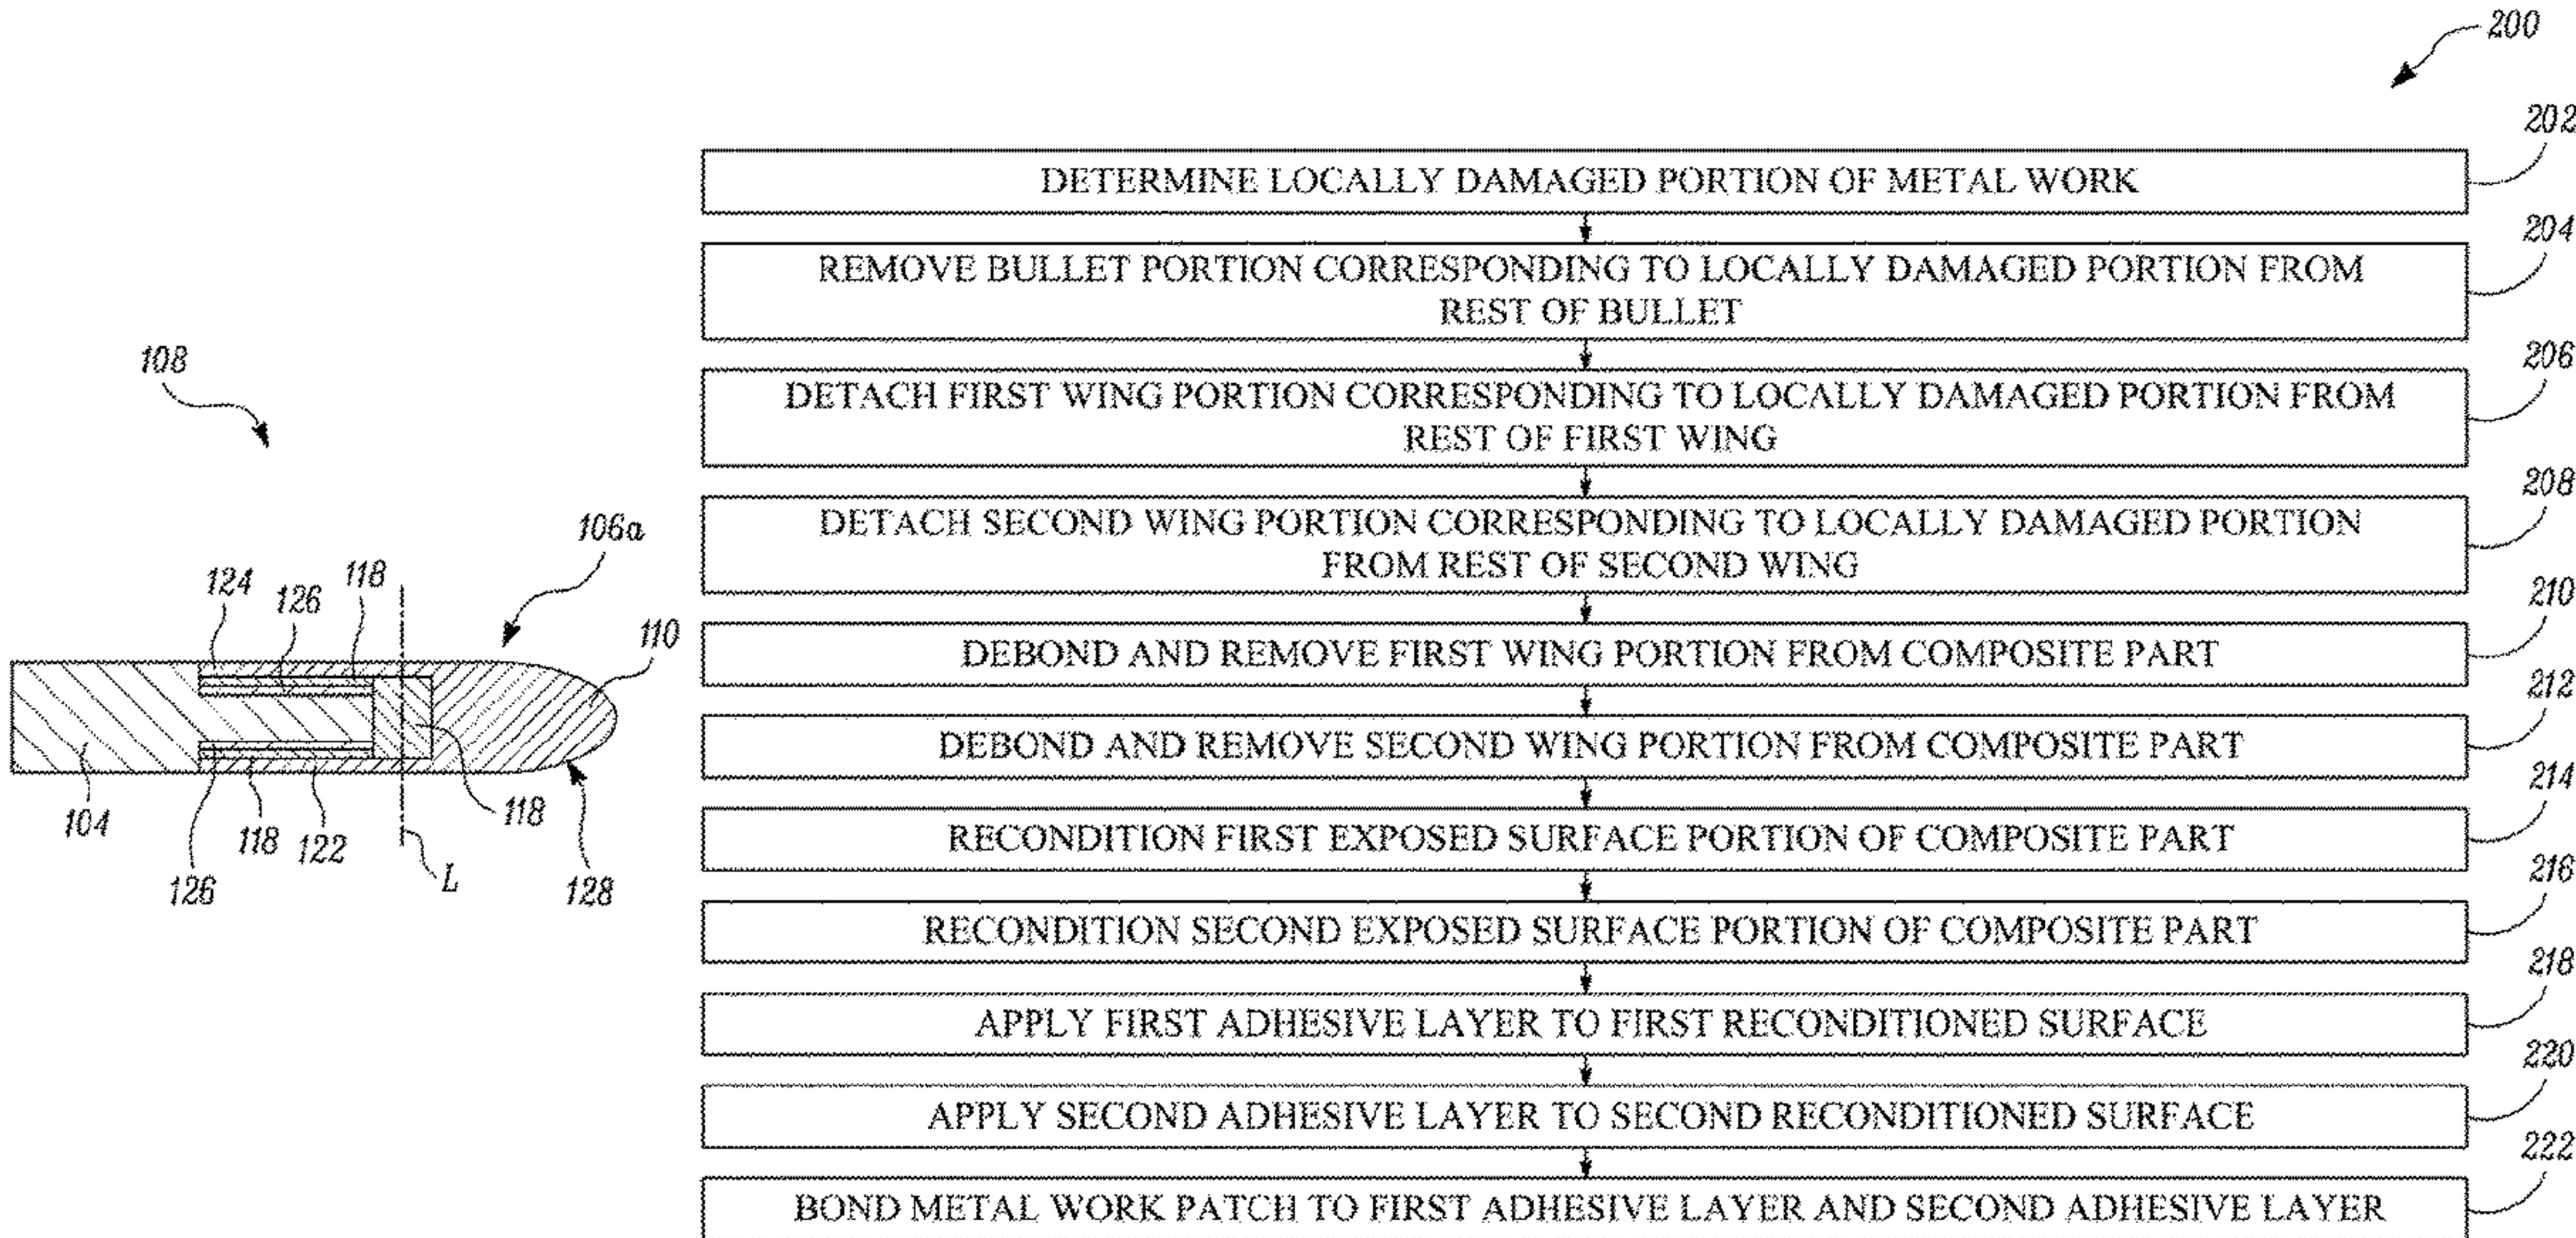 200
202
DETERMINE LOCALLY DAMAGED PORTION OF METAL WORK
204
REMOVE BULLET PORTION CORRESPONDING TO LOCALLY DAMAGED PORTION FROM
REST OF BULLET
206
DETACH FIRST WING PORTION CORRESPONDING TO LOCALLY DAMAGED PORTION FROM
REST OF FIRST WING
208
DETACH SECOND WING PORTION CORRESPONDING TO LOCALLY DAMAGED PORTION
FROM REST OF SECOND WING
210
DEBOND AND REMOVE FIRST WING PORTION FROM COMPOSITE PART
212
DEBOND AND REMOVE SECOND WING PORTION FROM COMPOSITE PART
214
RECONDITION FIRST EXPOSED SURFACE PORTION OF COMPOSITE PART
216
RECONDITION SECOND EXPOSED SURFACE PORTION OF COMPOSITE PART
218
APPLY FIRST ADHESIVE LAYER TO FIRST RECONDITIONED SURFACE
220
APPLY SECOND ADHESIVE LAYER TO SECOND RECONDITIONED SURFACE
222
BOND METAL WORK PATCH TO FIRST ADHESIVE LAYER AND SECOND ADHESIVE LAYER
108
106a
124
126
118
110
104
126
118
122
L
118
128